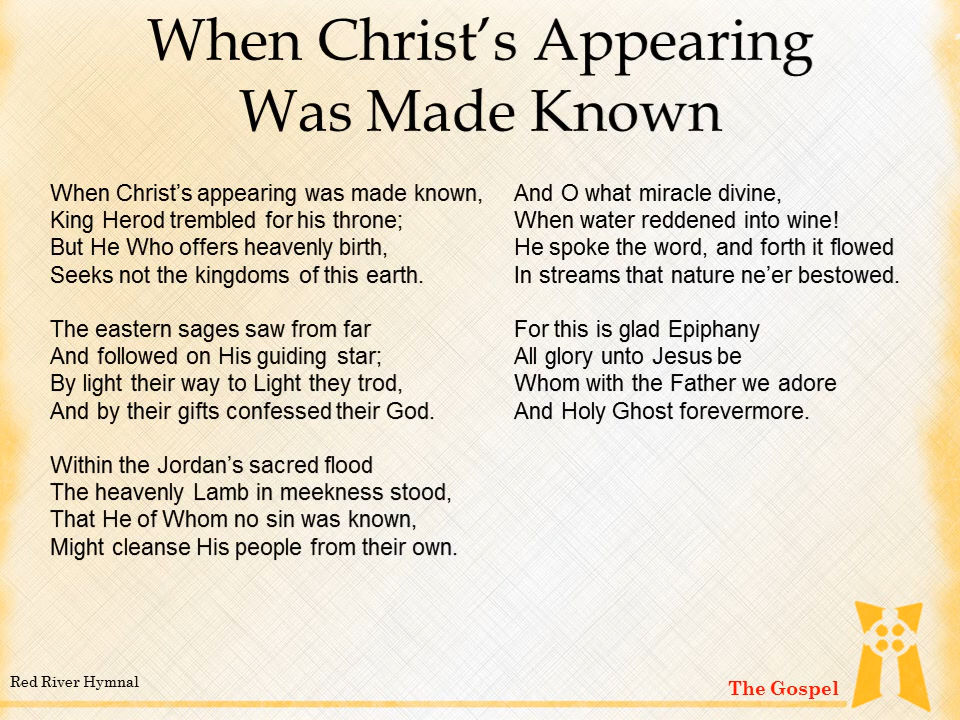 When Christ’s Appearing
Was Made Known
When Christ’s appearing was made known,
King Herod trembled for his throne;
But He Who offers heavenly birth,
Seeks not the kingdoms of this earth.
The eastern sages saw from far
And followed on His guiding star;
By light their way to Light they trod,
And by their gifts confessed their God.
Within the Jordan’s sacred flood
The heavenly Lamb in meekness stood,
That He of Whom no sin was known,
Might cleanse His people from their own.
And O what miracle divine,
When water reddened into wine!
He spoke the word, and forth it flowed
In streams that nature ne’er bestowed.
For this is glad Epiphany
All glory unto Jesus be
Whom with the Father we adore
And Holy Ghost forevermore.
Red River Hymnal
The Gospel